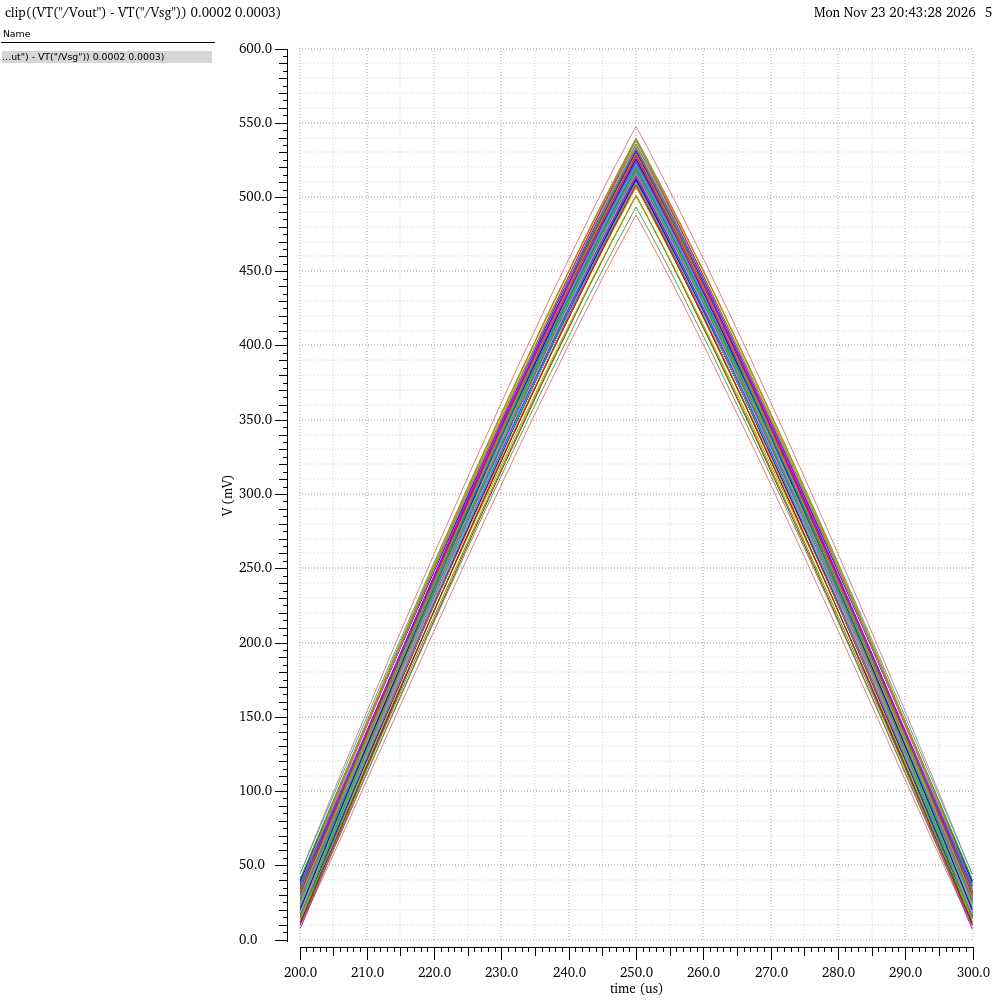 clip((VT("/Vout") - VT("/Vsg")) 0.0002 0.0003)
Mon Nov 23 20:43:28 2026 5
Name
...ut") - VT("/Vsg")) 0.0002 0.0003)
600.0
550.0
500.0
450.0
400.0
350.0
300.0
250.0
200.0
150.0
100.0
50.0
0.0
V (mV)
200.0 210.0 220.0 230.0 240.0 250.0 260.0 270.0 280.0 290.0 300.0
time (us)